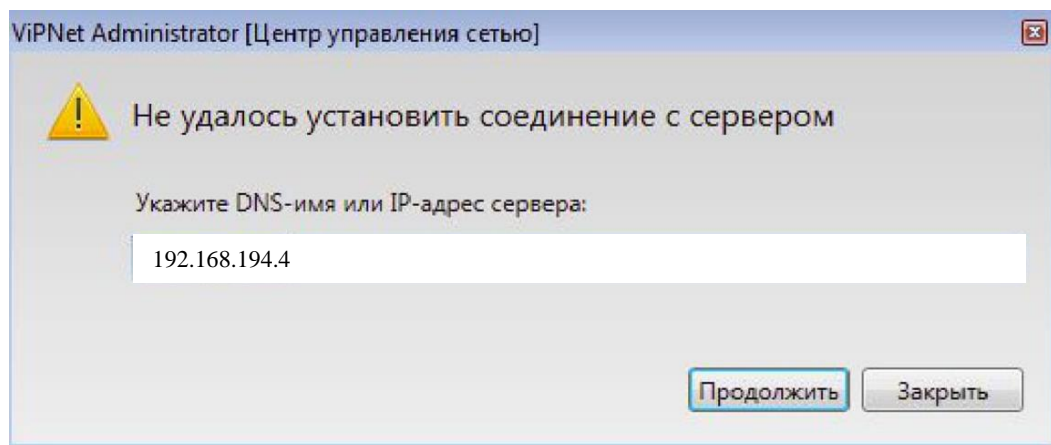 ViPNet Administrator [Центр управления сетью]
Не удалось установить соединение с сервером
Укажите DNS-имя или IP-адрес сервера:
192.168.194.4
Продолжить Закрыть